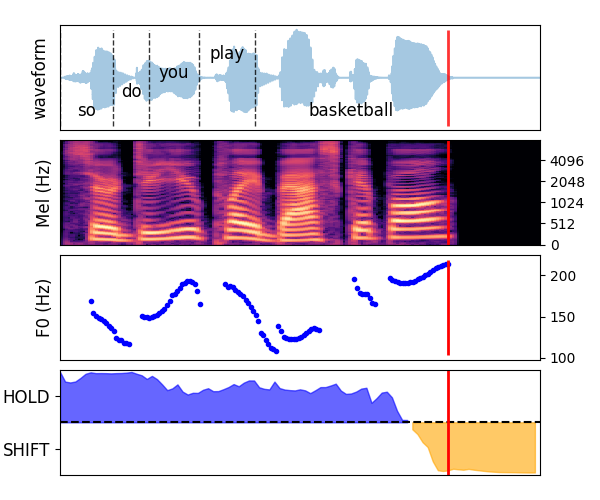 waveform
so
do
you
play
basketball
Mel (Hz)
4096
2048
1024
512
0
F0 (Hz)
200
150
100
HOLD
SHIFT